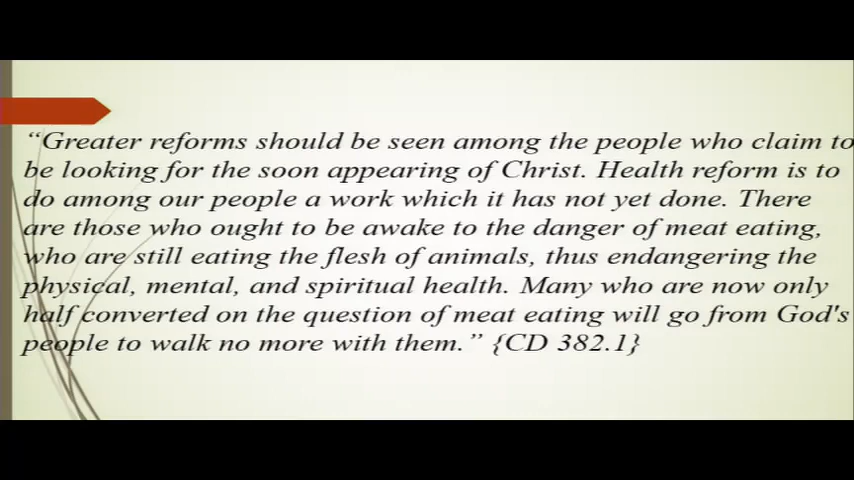 “Greater reforms should be seen among the people who claim to
be looking for the soon appearing of Christ. Health reform is to
do among our people a work which it has not yet done. There
are those who ought to be awake to the danger of meat eating,
who are still eating the flesh of animals, thus endangering the
physical, mental, and spiritual health. Many who are now only
half converted on the question of meat eating will go from God's
people to walk no more with them.” {CD 382.1}